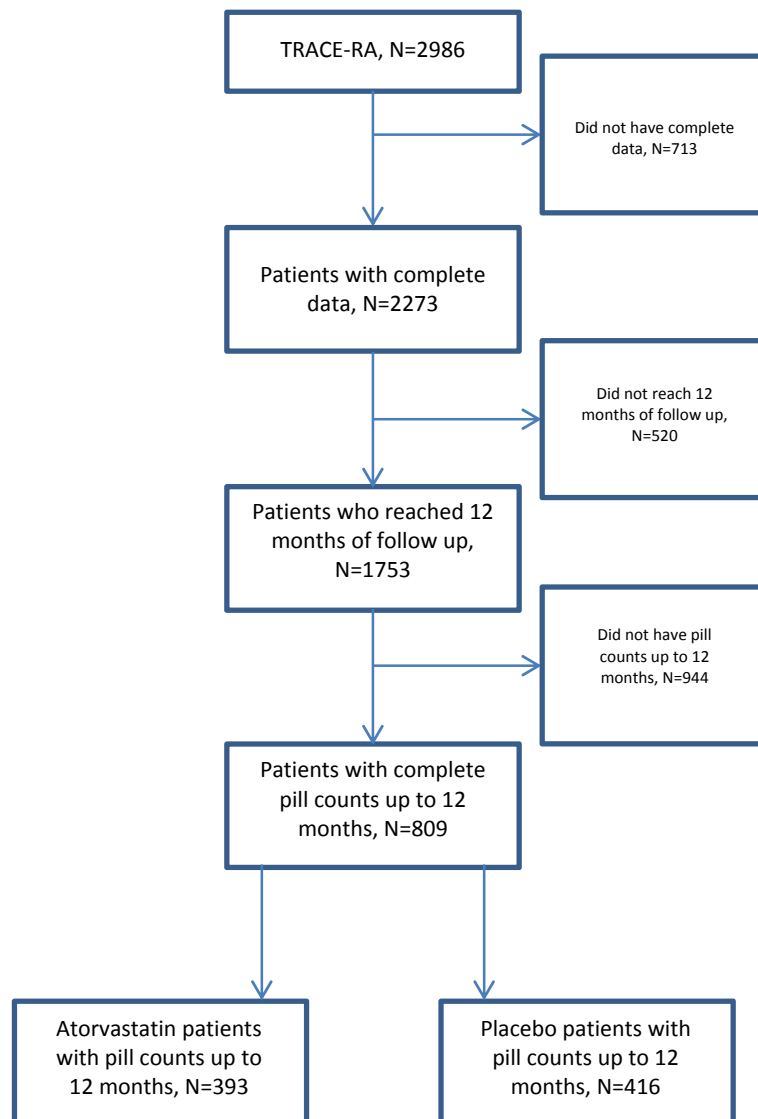 TRACE-RA, N=2986
Did not have complete
data, N=713
Patients with complete
data, N=2273
Did not reach 12
months of follow up,
N=520
Patients who reached 12
months of follow up,
N=1753
Did not have pill
counts up to 12
months, N=944
Patients with complete
pill counts up to 12
months, N=809
Atorvastatin patients
with pill counts up to
12 months, N=393
Placebo patients with
pill counts up to 12
months, N=416